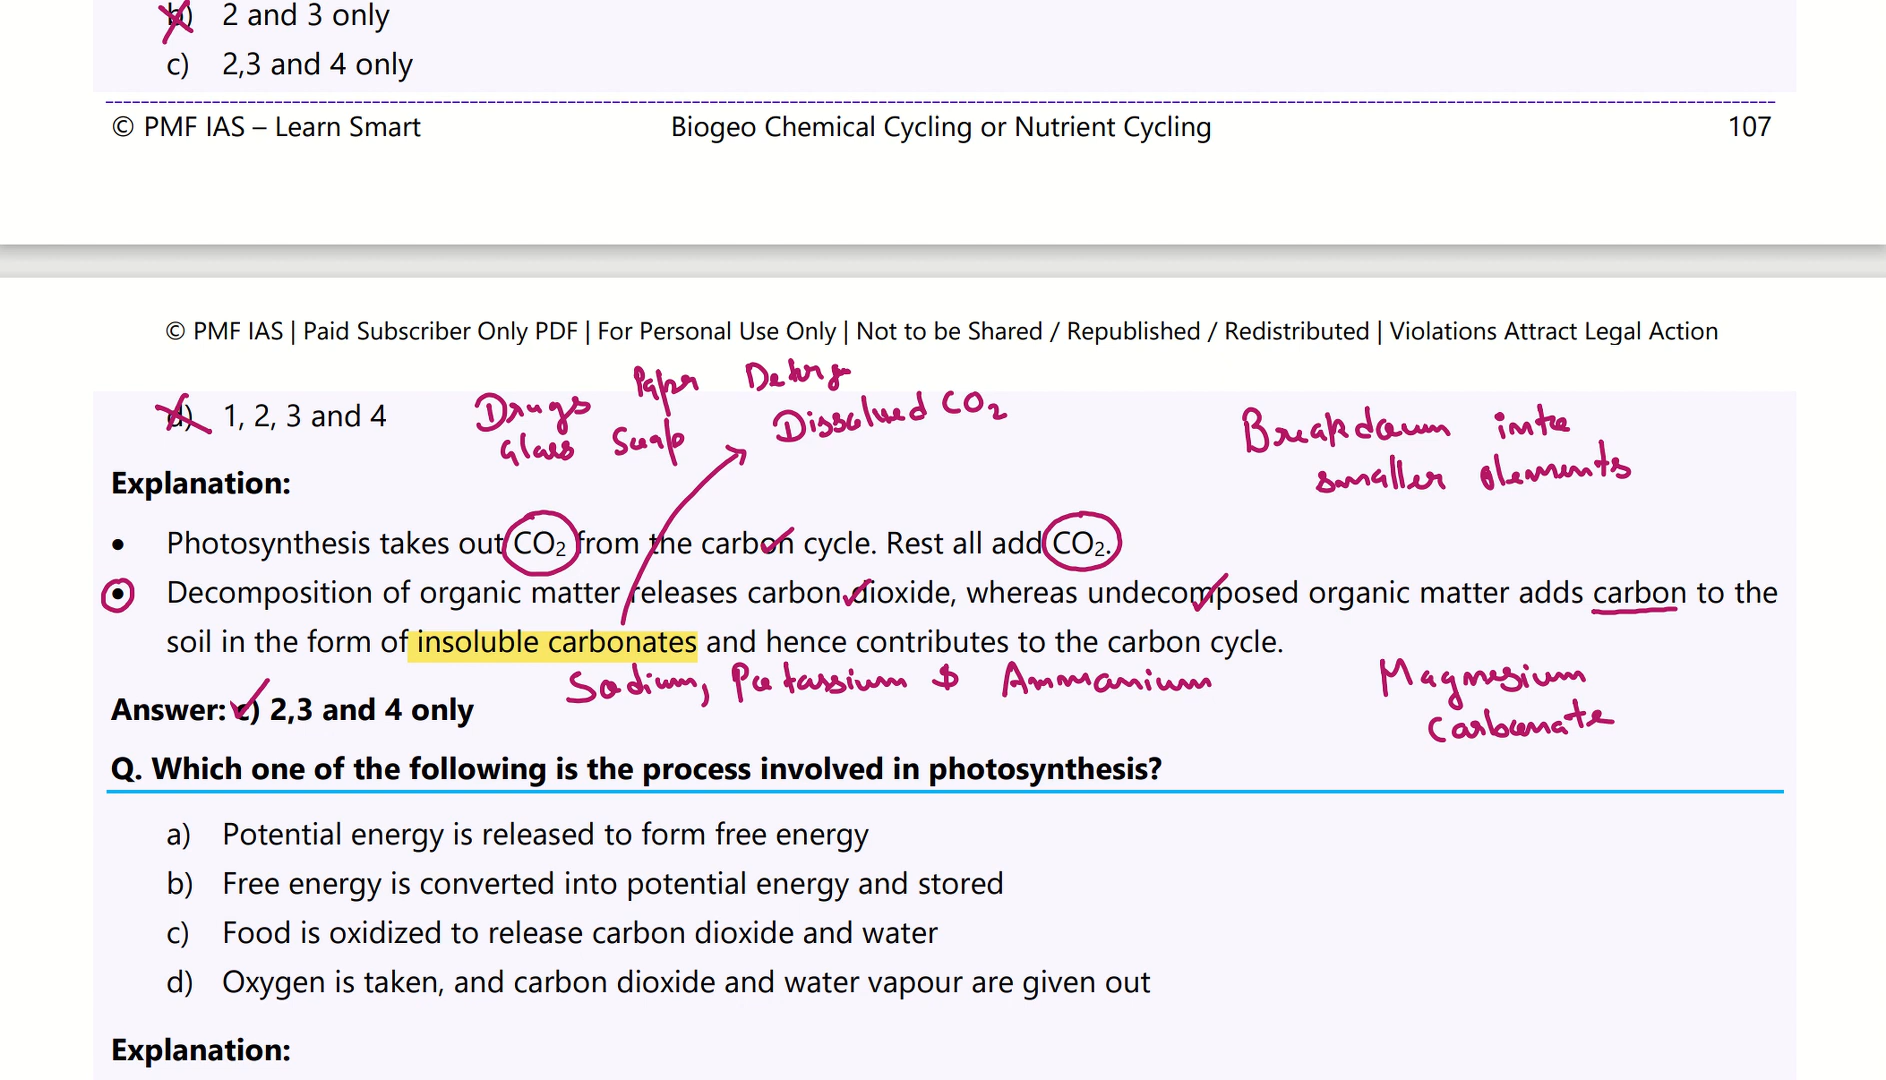 b) 2 and 3 only
c) 2,3 and 4 only
© PMF IAS – Learn Smart Biogeo Chemical Cycling or Nutrient Cycling 107
© PMF IAS | Paid Subscriber Only PDF | For Personal Use Only | Not to be Shared / Republished / Redistributed | Violations Attract Legal Action
Paper Deterg
d) 1, 2, 3 and 4 Drugs Dissolved CO2 Breakdown into
Glass Soap smaller elements
Explanation:
• Photosynthesis takes out CO₂ from the carbon cycle. Rest all add CO₂.
• Decomposition of organic matter releases carbon dioxide, whereas undecomposed organic matter adds carbon to the
soil in the form of insoluble carbonates and hence contributes to the carbon cycle.
Sodium, Potassium & Ammonium Magnesium
Carbonate
Answer: c) 2,3 and 4 only
Q. Which one of the following is the process involved in photosynthesis?
a) Potential energy is released to form free energy
b) Free energy is converted into potential energy and stored
c) Food is oxidized to release carbon dioxide and water
d) Oxygen is taken, and carbon dioxide and water vapour are given out
Explanation: